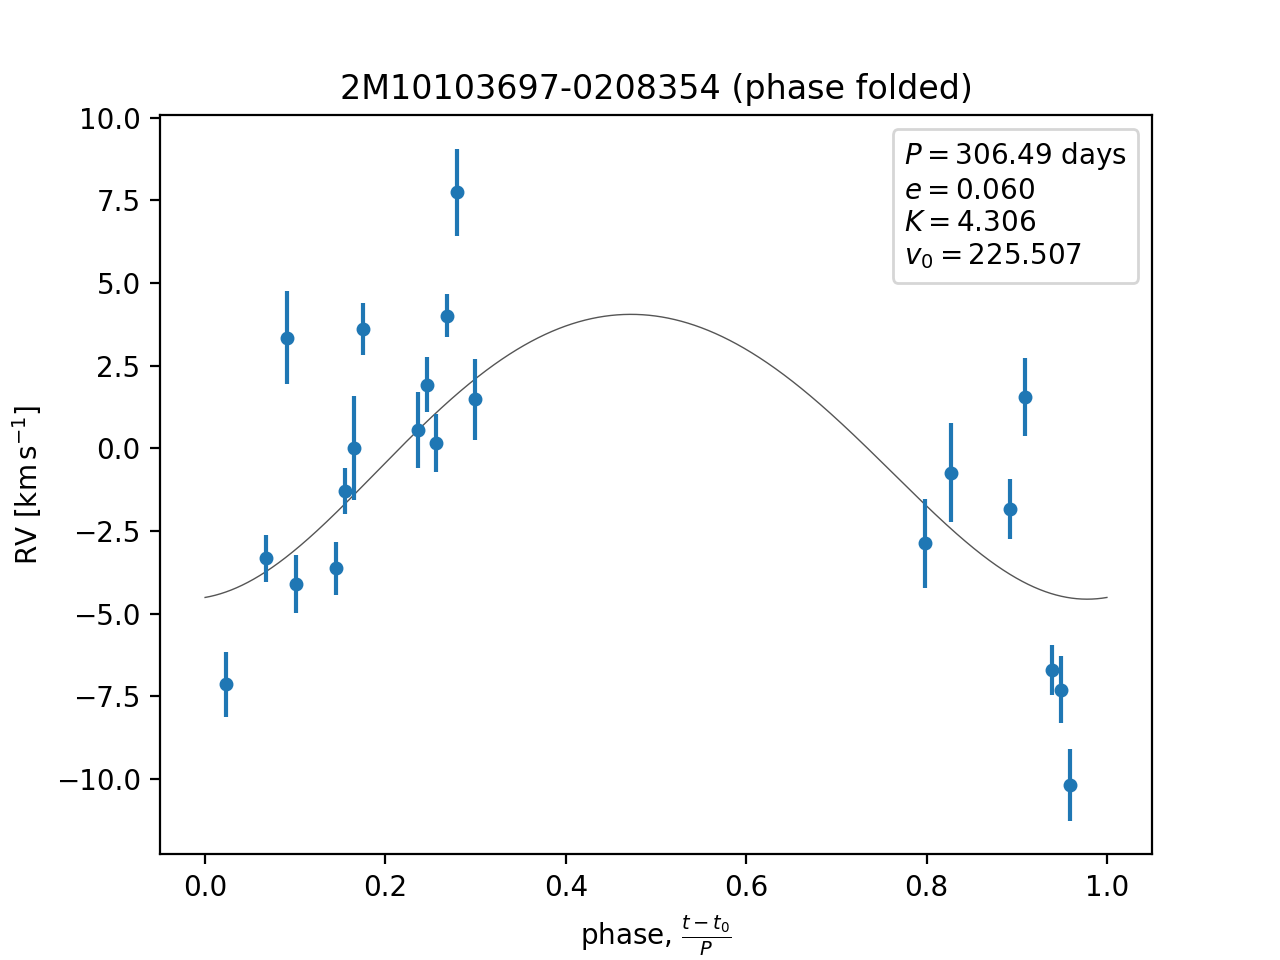 2M10103697-0208354 (phase folded)
P = 306.49 days
e = 0.060
K = 4.306
v₀ = 225.507
RV [km s⁻¹]
10.0
7.5
5.0
2.5
0.0
−2.5
−5.0
−7.5
−10.0
0.0 0.2 0.4 0.6 0.8 1.0
phase, (t − t₀)/P